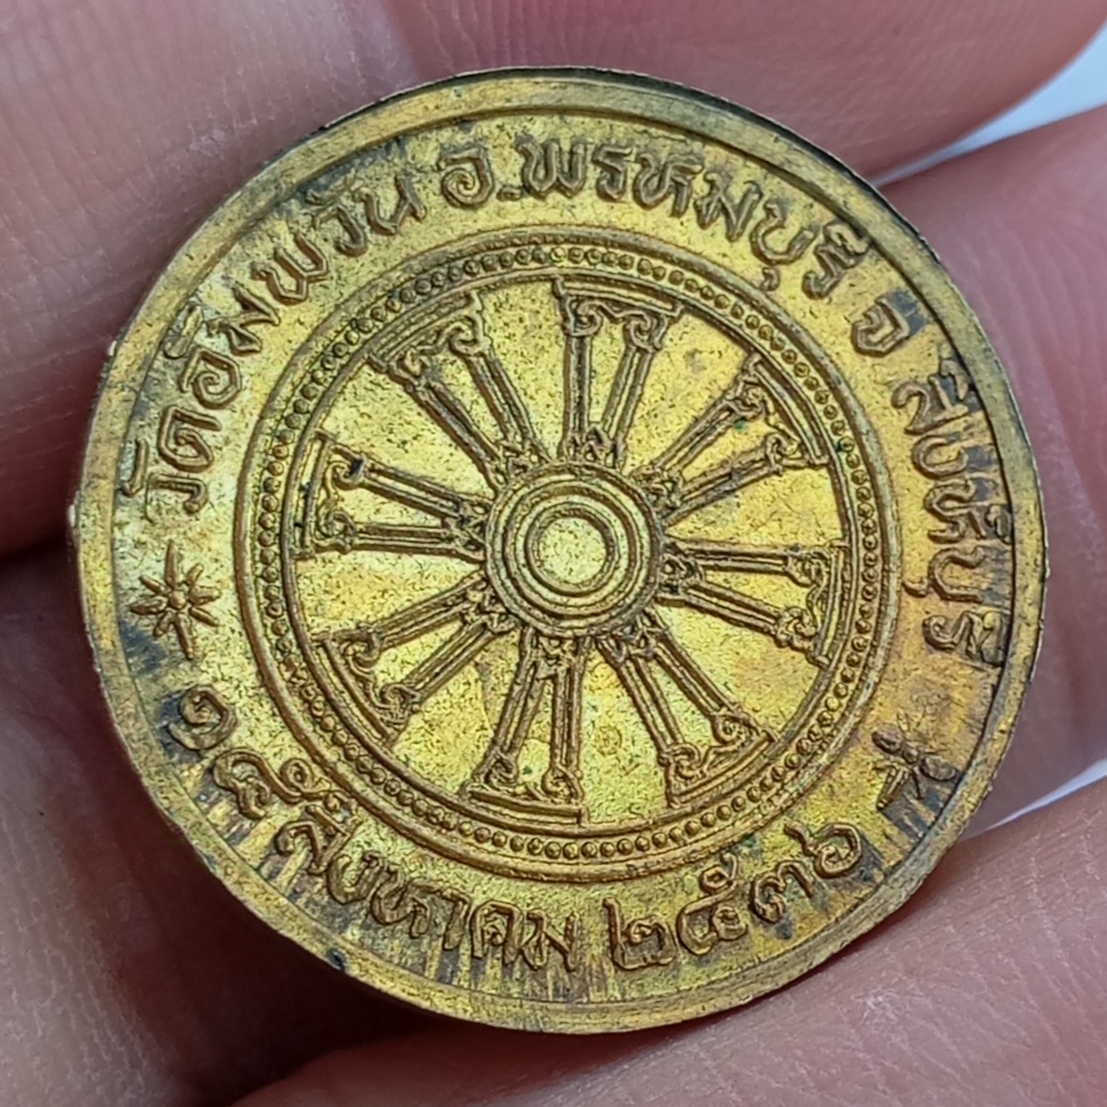 วัดอัมพวัน อ.พรหมบุรี จ.สิงห์บุรี
๑๕ สิงหาคม ๒๕๓๖